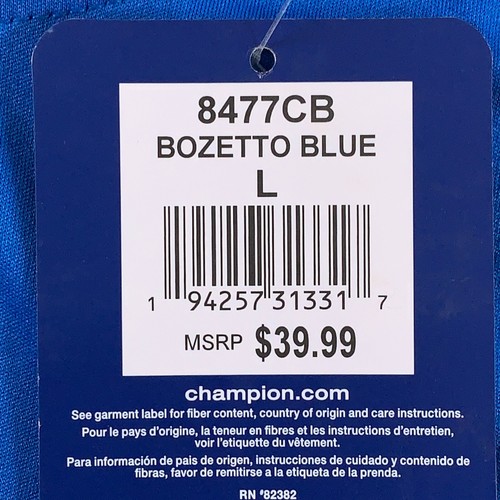 8477CB
BOZETTO BLUE
L
1 94257 31331 7
MSRP $39.99
champion.com
See garment label for fiber content, country of origin and care instructions.
Pour le pays d'origine, la teneur en fibres et les instructions d'entretien,
voir l'etiquette du vêtement.
Para información de pais de origen, instrucciones de cuidado y contenido de
fibras, favor de remitirse a la etiqueta de la prenda.
RN #82382